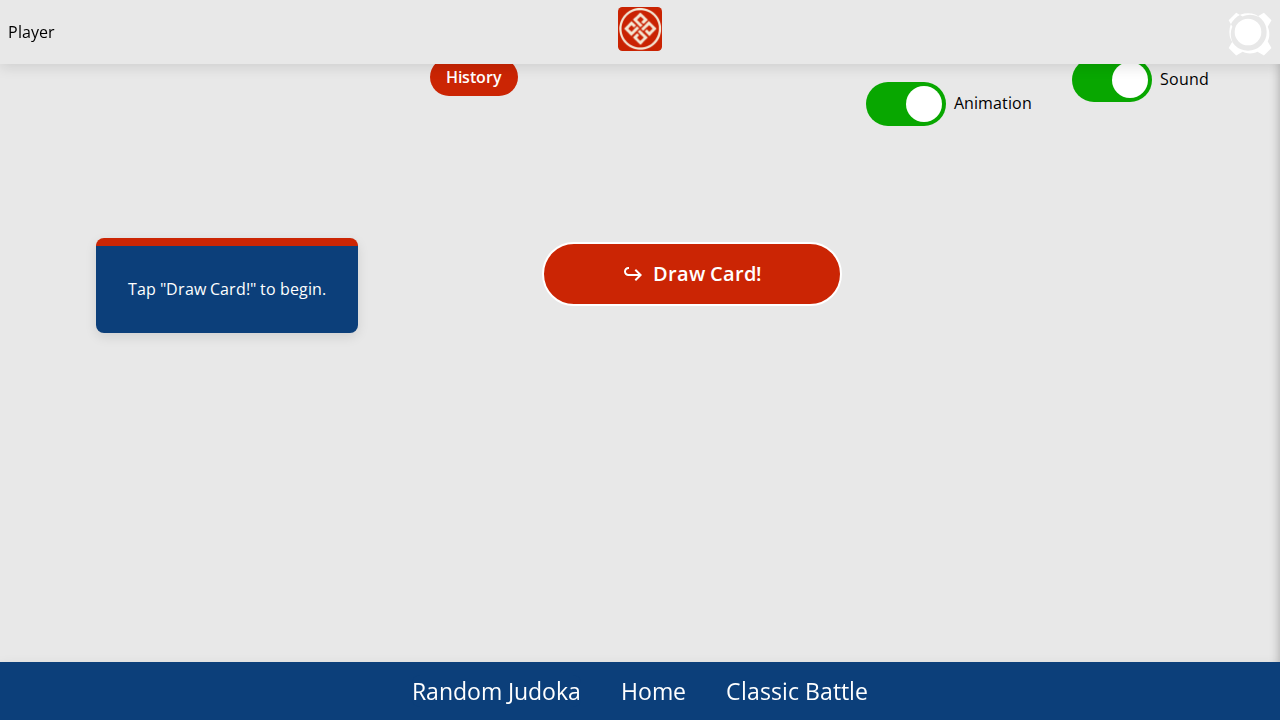 Player
History
Animation
Sound
Tap "Draw Card!" to begin.
Draw Card!
Random Judoka
Home
Classic Battle